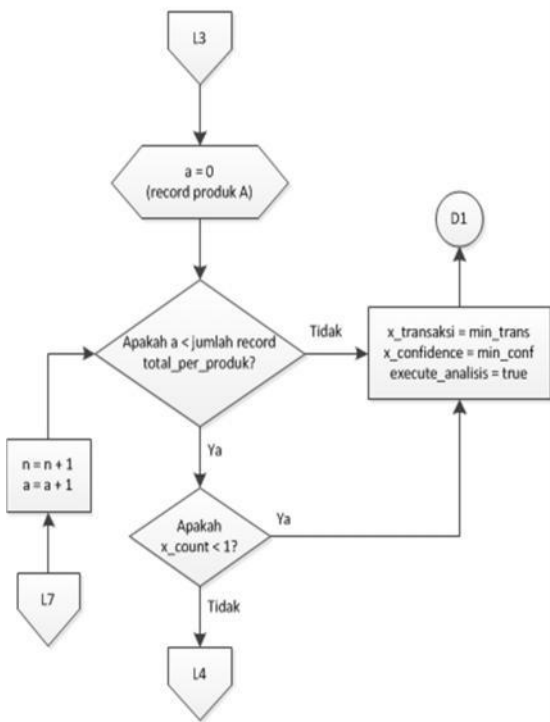 L3
a = 0
(record produk A)
D1
Apakah a < jumlah record
total_per_produk?
Tidak
x_transaksi = min_trans
x_confidence = min_conf
execute_analisis = true
Ya
n = n + 1
a = a + 1
Apakah
x_count < 1?
Ya
L7
Tidak
L4